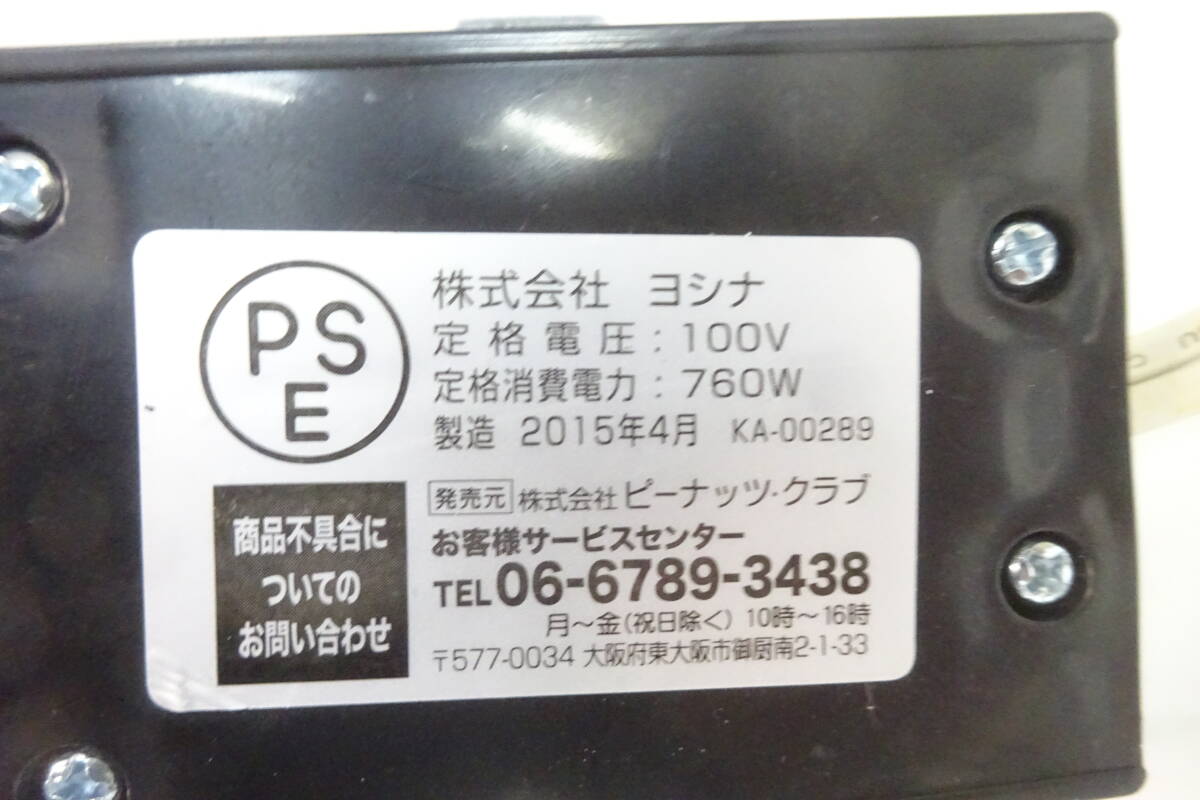 PS
E
株式会社 ヨシナ
定格電圧:100V
定格消費電力:760W
製造 2015年4月 KA-00289
商品不具合に
ついての
お問い合わせ
発売元 株式会社 ピーナッツ・クラブ
お客様サービスセンター
TEL 06-6789-3438
月〜金(祝日除く) 10時〜16時
〒577-0034 大阪府東大阪市御厨南2-1-33